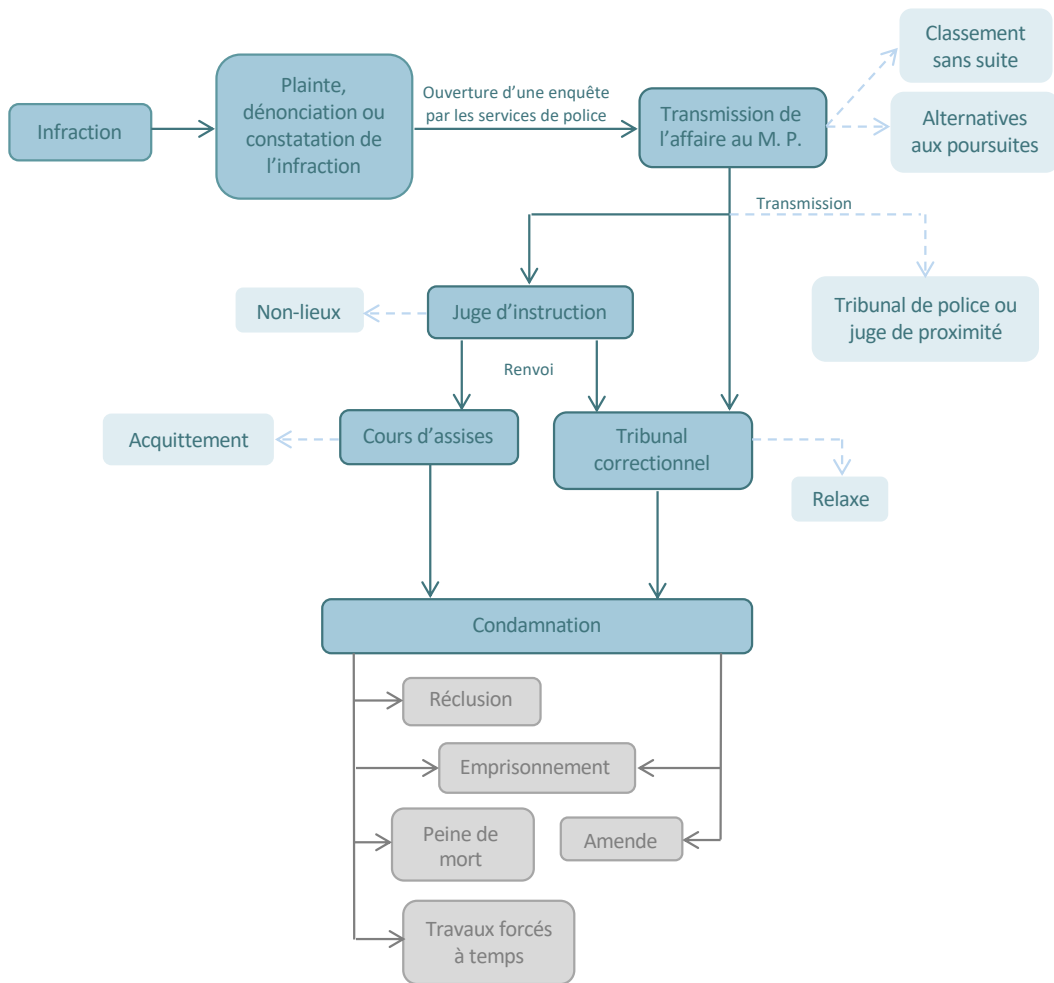 Classement
sans suite
Infraction
Plainte,
dénonciation ou
constatation de
l'infraction
Ouverture d'une enquête
par les services de police
Transmission de
l'affaire au M. P.
Alternatives
aux poursuites
Transmission
Non-lieux
Juge d'instruction
Tribunal de police ou
juge de proximité
Renvoi
Acquittement
Cours d'assises
Tribunal
correctionnel
Relaxe
Condamnation
Réclusion
Emprisonnement
Peine de
mort
Amende
Travaux forcés
à temps